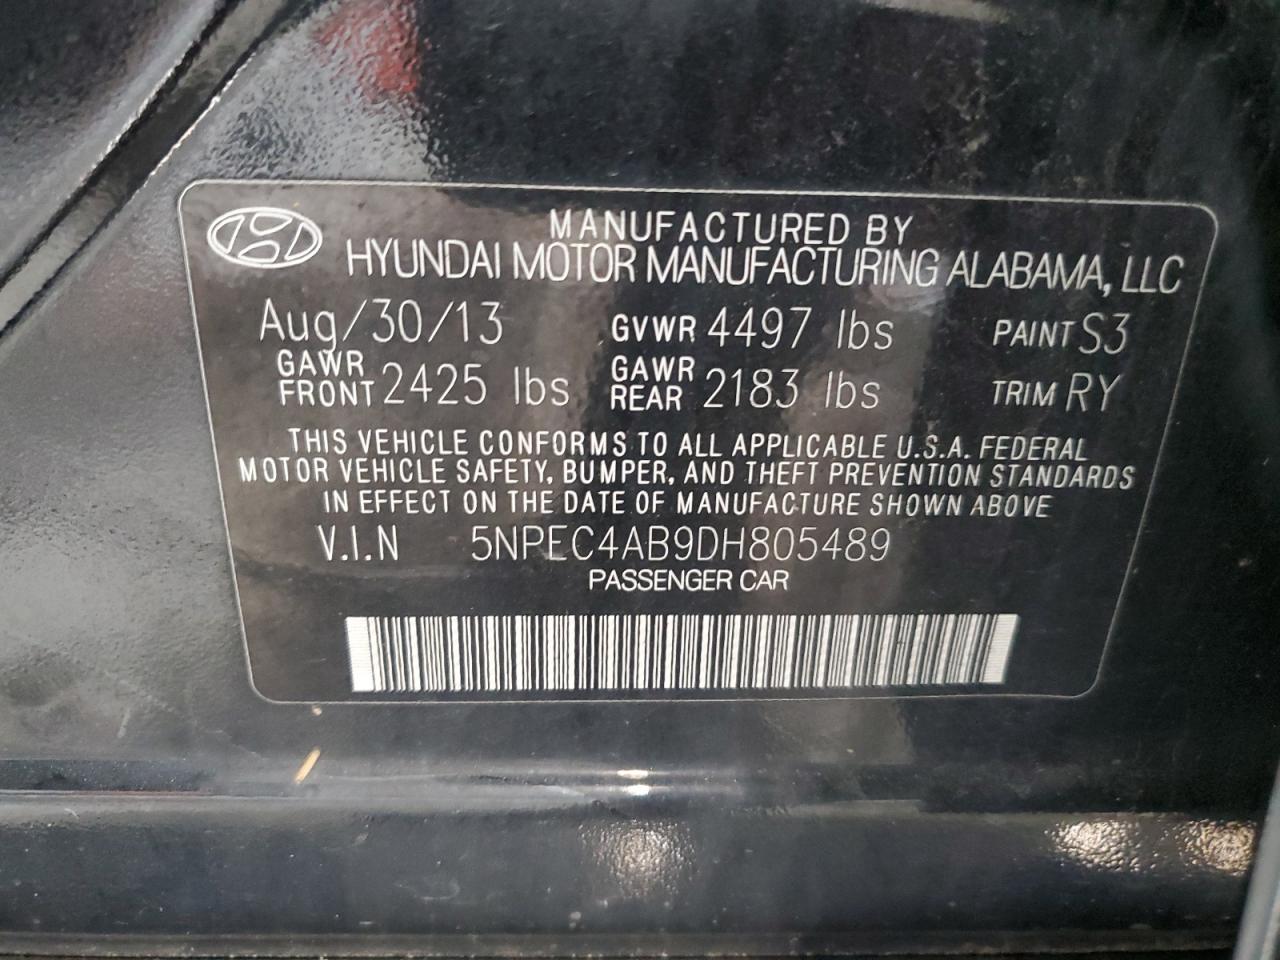 MANUFACTURED BY
HYUNDAI MOTOR MANUFACTURING ALABAMA, LLC
Aug/30/13 GVWR 4497 lbs PAINT S3
GAWR FRONT 2425 lbs GAWR REAR 2183 lbs TRIM RY
THIS VEHICLE CONFORMS TO ALL APPLICABLE U.S.A. FEDERAL
MOTOR VEHICLE SAFETY, BUMPER, AND THEFT PREVENTION STANDARDS
IN EFFECT ON THE DATE OF MANUFACTURE SHOWN ABOVE
V.I.N 5NPEC4AB9DH805489
PASSENGER CAR